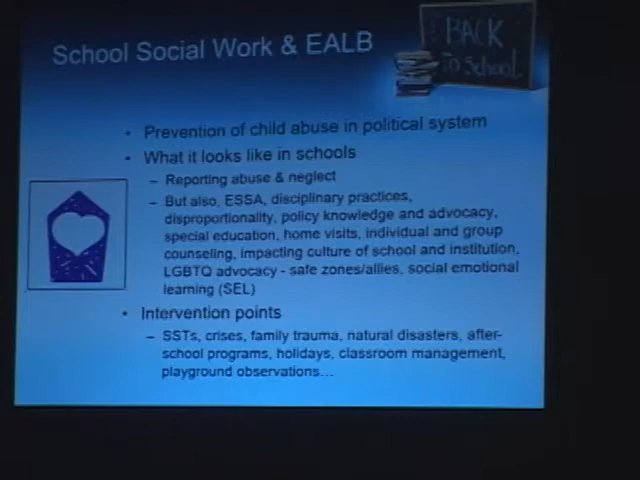 School Social Work & EALB
BACK
To School
• Prevention of child abuse in political system
• What it looks like in schools
– Reporting abuse & neglect
– But also, ESSA, disciplinary practices,
disproportionality, policy knowledge and advocacy,
special education, home visits, individual and group
counseling, impacting culture of school and institution,
LGBTQ advocacy - safe zones/allies, social emotional
learning (SEL)
• Intervention points
– SSTs, crises, family trauma, natural disasters, after-
school programs, holidays, classroom management,
playground observations…